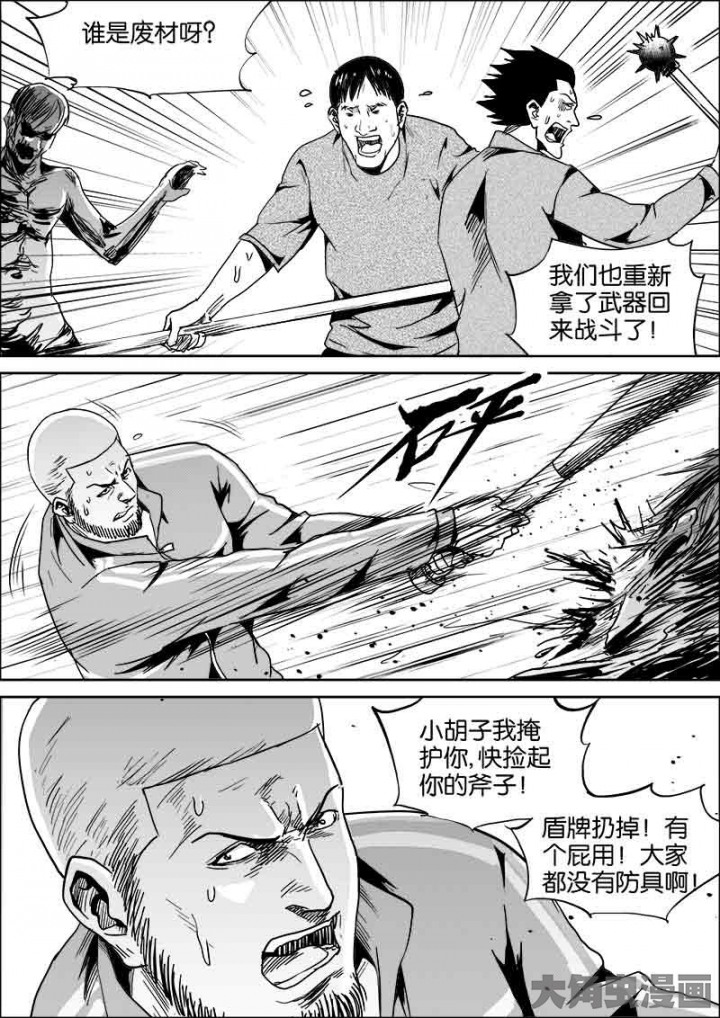 谁是废材呀？
我们也重新
拿了武器回
来战斗了！
砰
小胡子我掩
护你,快捡起
你的斧子！
盾牌扔掉！有
个屁用！大家
都没有防具啊！
大角虫漫画